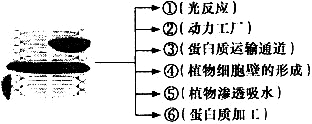 ①(光反应)
②(动力工厂)
③(蛋白质运输通道)
④(植物细胞壁的形成)
⑤(植物渗透吸水)
⑥(蛋白质加工)